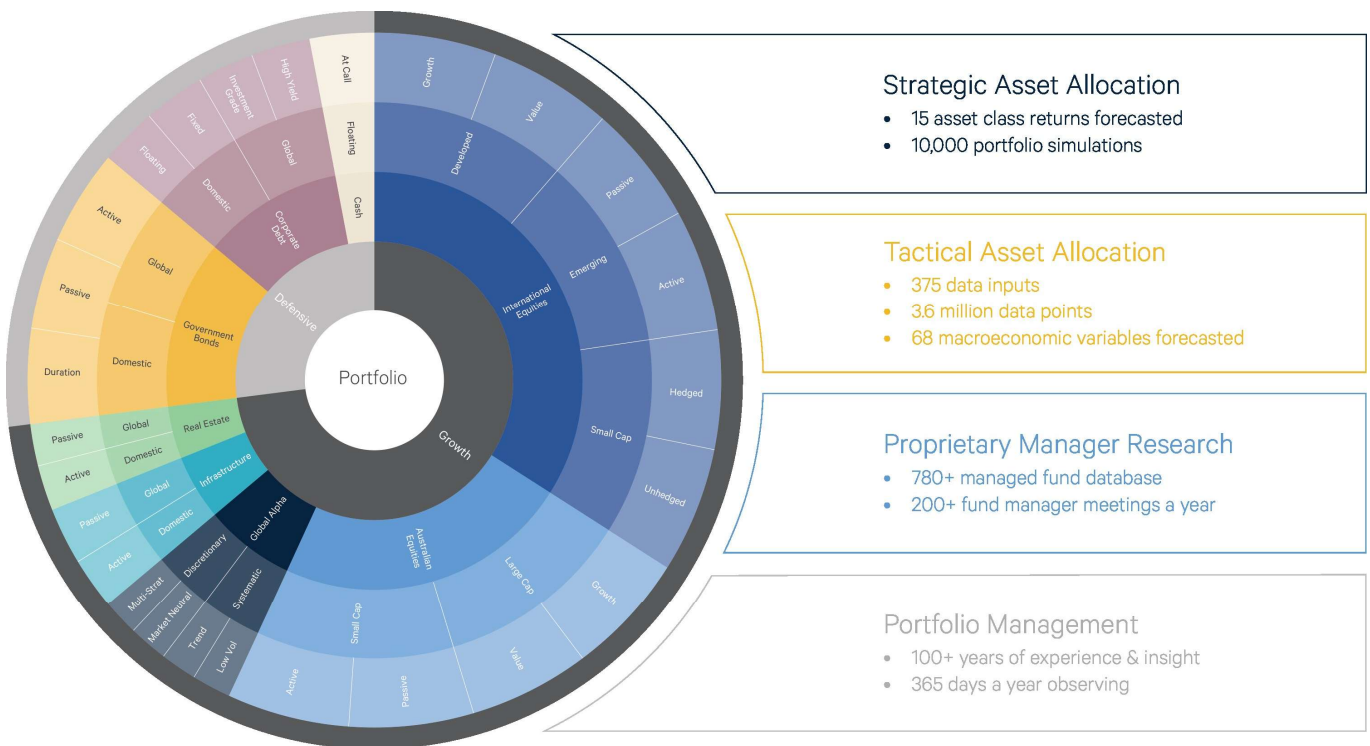 Portfolio
Growth
Defensive
International
Equities
Developed
Growth
Value
Emerging
Passive
Active
Small Cap
Hedged
Unhedged
Australian
Equities
Large Cap
Growth
Value
Small Cap
Passive
Active
Global Alpha
Systematic
Low Vol
Trend
Discretionary
Market Neutral
Multi-Strat
Infrastructure
Domestic
Active
Global
Passive
Real Estate
Domestic
Active
Global
Passive
Government
Bonds
Domestic
Duration
Global
Passive
Active
Corporate
Debt
Domestic
Floating
Fixed
Global
Investment
Grade
High Yield
Cash
Floating
At Call
Strategic Asset Allocation
• 15 asset class returns forecasted
• 10,000 portfolio simulations
Tactical Asset Allocation
• 375 data inputs
• 3.6 million data points
• 68 macroeconomic variables forecasted
Proprietary Manager Research
• 780+ managed fund database
• 200+ fund manager meetings a year
Portfolio Management
• 100+ years of experience & insight
• 365 days a year observing